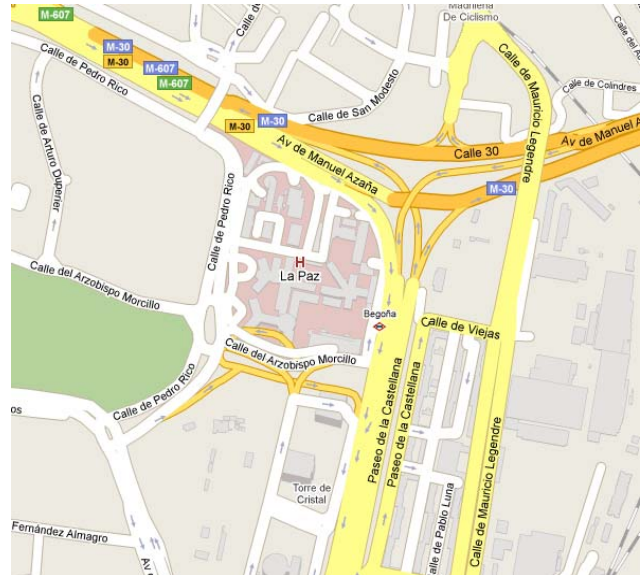 Madrileña
De Ciclismo
M-607
M-30
M-30
M-607
M-607
Calle de Pedro Rico
Calle de San Modesto
Calle de Colindres
Calle de Mauricio Legendre
M-30
M-30
Av de Manuel Azaña
Calle 30
Av de Manuel A
M-30
Calle de Arturo Duperier
Calle de Pedro Rico
H
La Paz
Calle del Arzobispo Morcillo
Begoña
Calle de Viejas
Calle del Arzobispo Morcillo
Calle de Pedro Rico
Paseo de la Castellana
Paseo de la Castellana
Calle de Mauricio Legendre
Torre de
Cristal
Calle de Pablo Luna
os
Fernández Almagro
Av d